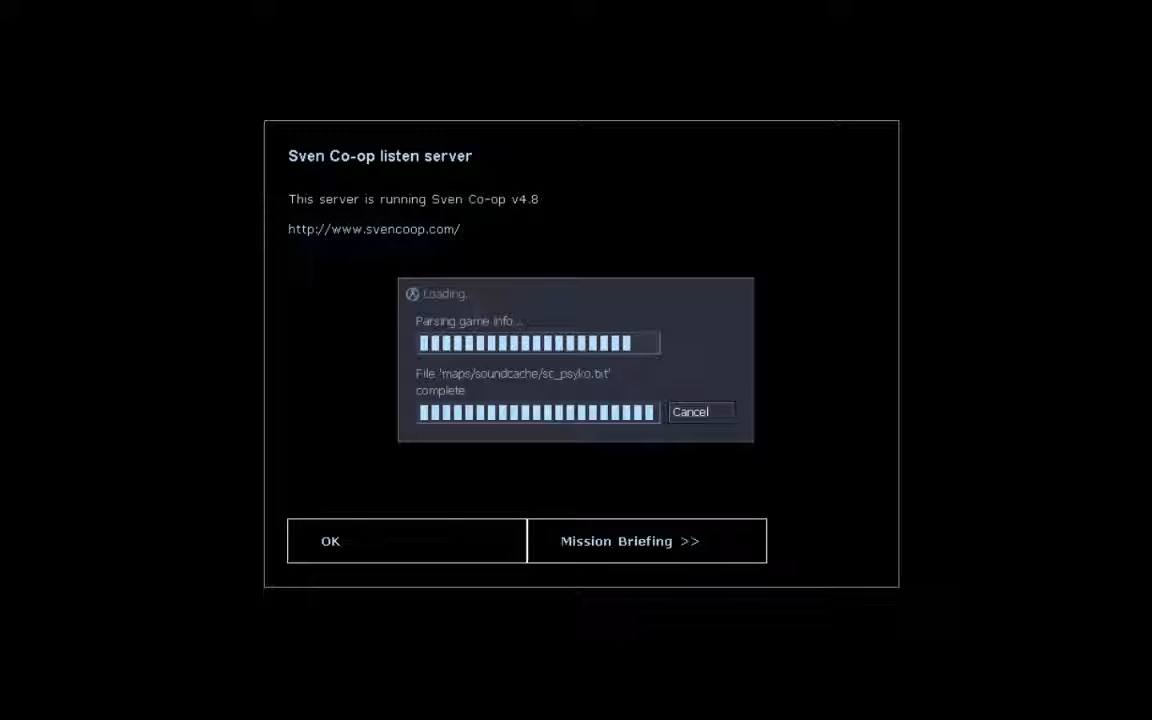 Sven Co-op listen server
This server is running Sven Co-op v4.8
http://www.svencoop.com/
Loading.
Parsing game info...
File 'maps/soundcache/sc_psyko.txt'
complete
Cancel
OK
Mission Briefing >>